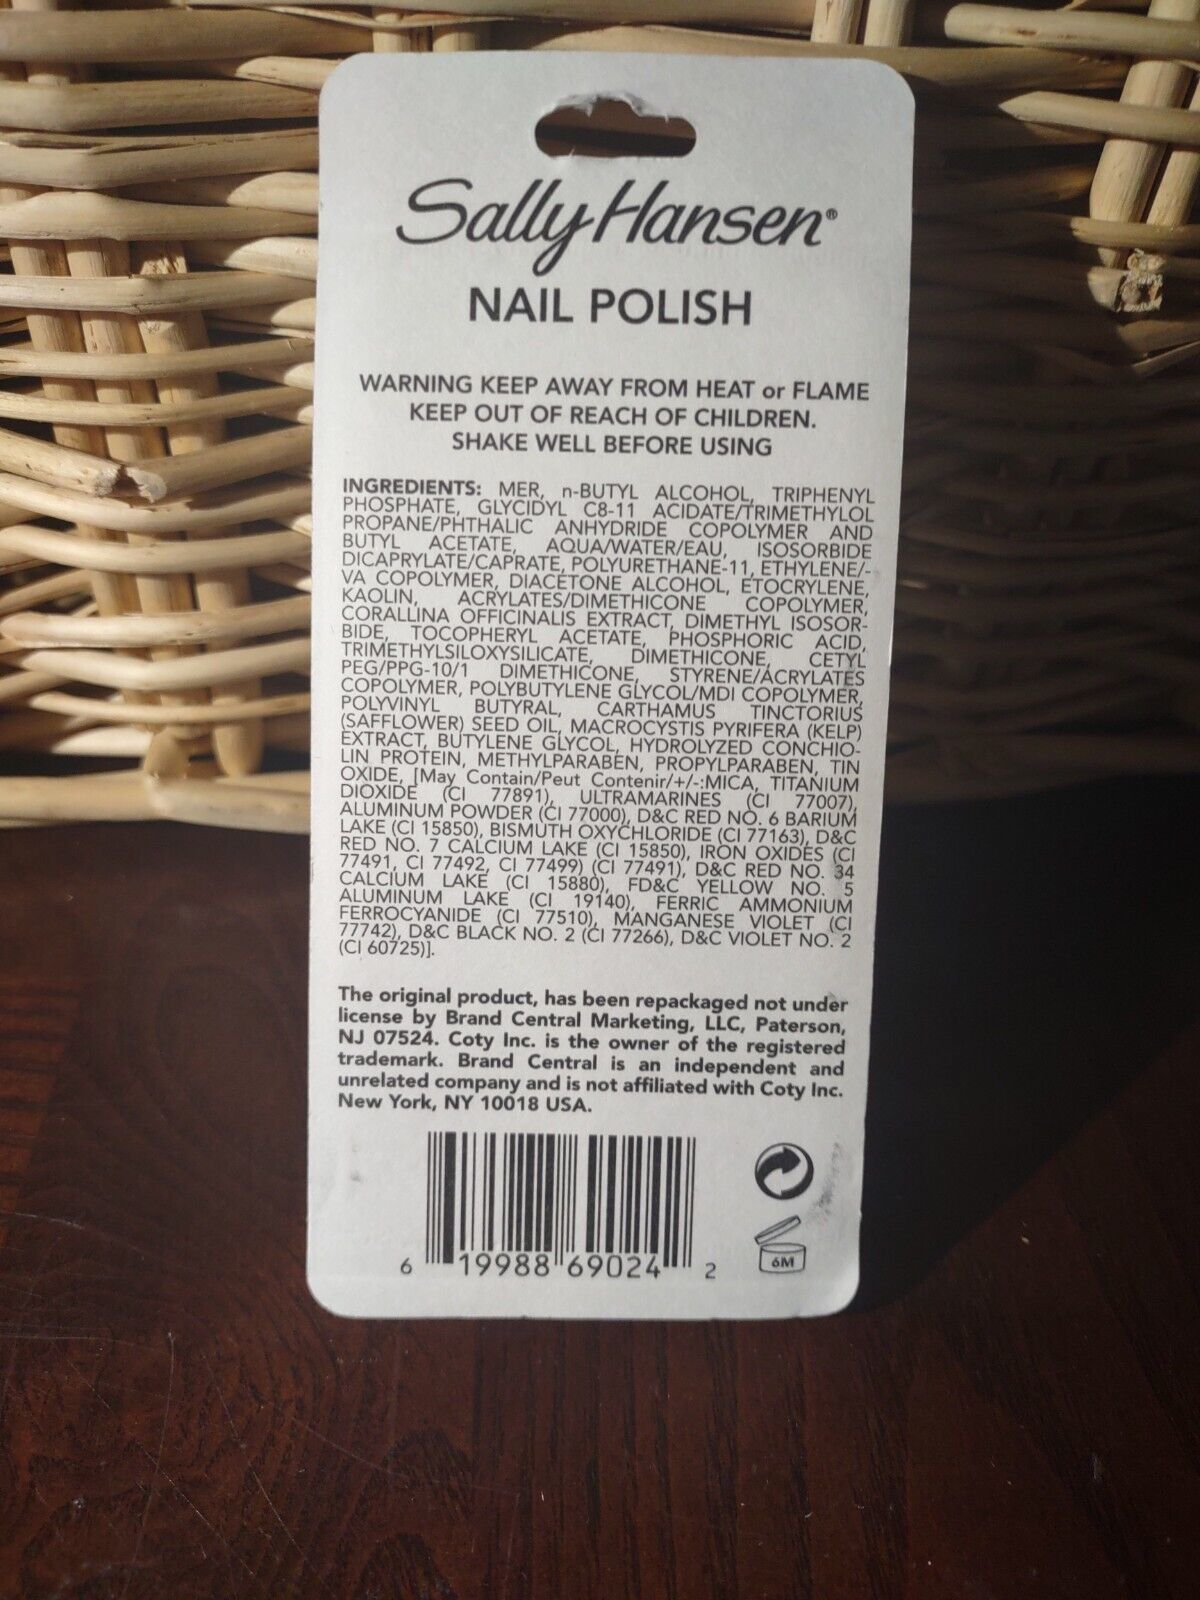 Sally Hansen®
NAIL POLISH
WARNING KEEP AWAY FROM HEAT or FLAME
KEEP OUT OF REACH OF CHILDREN.
SHAKE WELL BEFORE USING
INGREDIENTS: MER, n-BUTYL ALCOHOL, TRIPHENYL
PHOSPHATE, GLYCIDYL C8-11 ACIDATE/TRIMETHYLOL
PROPANE/PHTHALIC ANHYDRIDE COPOLYMER AND
BUTYL ACETATE, AQUA/WATER/EAU, ISOSORBIDE
DICAPRYLATE/CAPRATE, POLYURETHANE-11, ETHYLENE/-
VA COPOLYMER, DIACETONE ALCOHOL, ETOCRYLENE,
KAOLIN, ACRYLATES/DIMETHICONE COPOLYMER,
CORALLINA OFFICINALIS EXTRACT, DIMETHYL ISOSOR-
BIDE, TOCOPHERYL ACETATE, PHOSPHORIC ACID,
TRIMETHYLSILOXYSILICATE, DIMETHICONE, CETYL
PEG/PPG-10/1 DIMETHICONE, STYRENE/ACRYLATES
COPOLYMER, POLYBUTYLENE GLYCOL/MDI COPOLYMER,
POLYVINYL BUTYRAL, CARTHAMUS TINCTORIUS
(SAFFLOWER) SEED OIL, MACROCYSTIS PYRIFERA (KELP)
EXTRACT, BUTYLENE GLYCOL, HYDROLYZED CONCHIO-
LIN PROTEIN, METHYLPARABEN, PROPYLPARABEN, TIN
OXIDE, [May Contain/Peut Contenir/+/-:MICA, TITANIUM
DIOXIDE (CI 77891), ULTRAMARINES (CI 77007),
ALUMINUM POWDER (CI 77000), D&C RED NO. 6 BARIUM
LAKE (CI 15850), BISMUTH OXYCHLORIDE (CI 77163), D&C
RED NO. 7 CALCIUM LAKE (CI 15850), IRON OXIDES (CI
77491, CI 77492, CI 77499) (CI 77491), D&C RED NO. 34
CALCIUM LAKE (CI 15880), FD&C YELLOW NO. 5
ALUMINUM LAKE (CI 19140), FERRIC AMMONIUM
FERROCYANIDE (CI 77510), MANGANESE VIOLET (CI
77742), D&C BLACK NO. 2 (CI 77266), D&C VIOLET NO. 2
(CI 60725)].
The original product, has been repackaged not under
license by Brand Central Marketing, LLC, Paterson,
NJ 07524. Coty Inc. is the owner of the registered
trademark. Brand Central is an independent and
unrelated company and is not affiliated with Coty Inc.
New York, NY 10018 USA.
6 19988 69024 2
6M